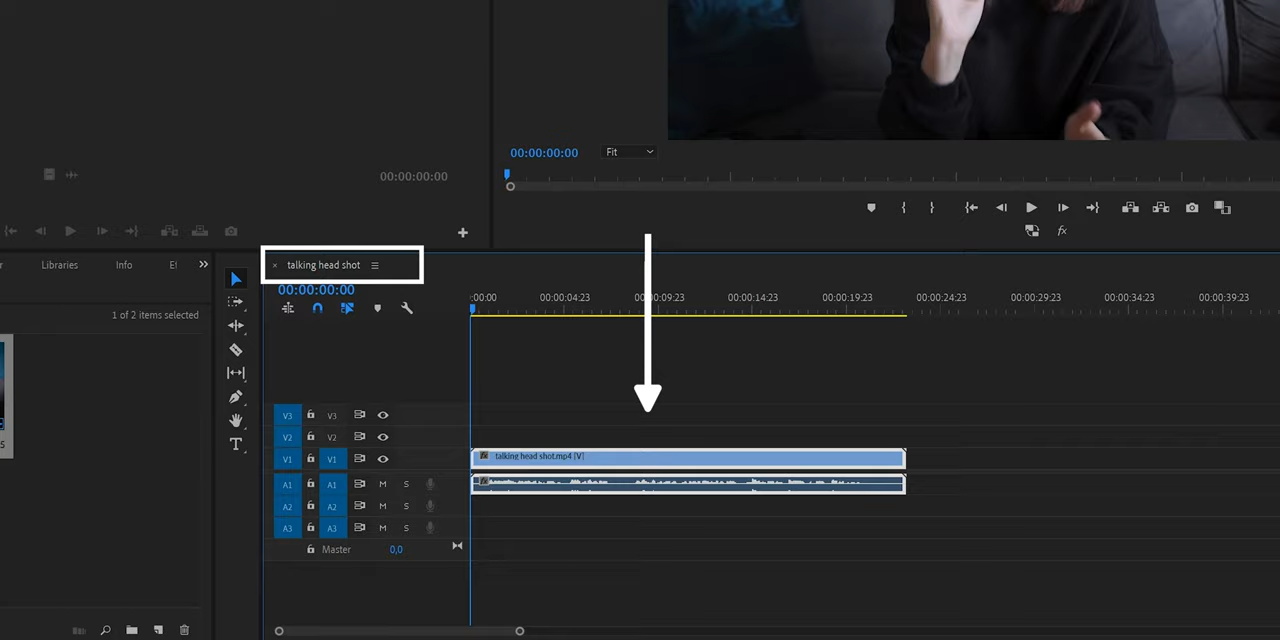 00:00:00:00
Fit
00:00:00:00
r
Libraries
Info
E!
»
× talking head shot
00:00:00:00
1 of 2 items selected
:00:00
00:00:04:23
00:00:09:23
00:00:14:23
00:00:19:23
00:00:24:23
00:00:29:23
00:00:34:23
00:00:39:23
fx
T
V3 V3
V2 V2
V1 V1
talking head shot.mp4 [V]
5
A1 A1 M S
A2 A2 M S
A3 A3 M S
Master 0,0